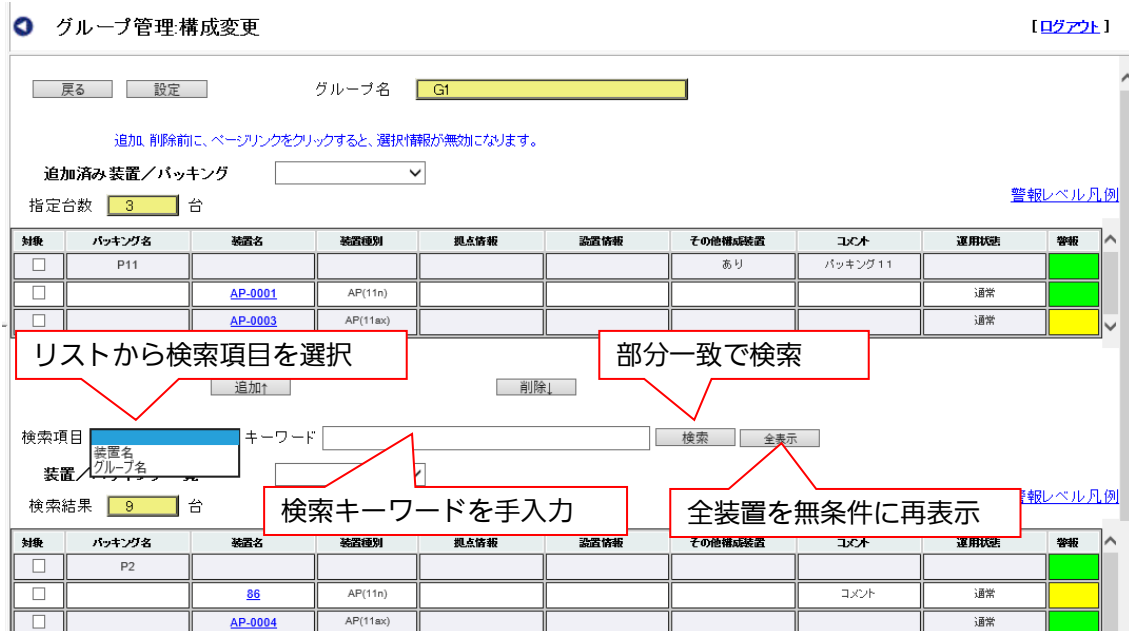 グループ管理:構成変更 [ログアウト]
戻る 設定 グループ名 G1
追加、削除前に、ページリンクをクリックすると、選択情報が無効になります。
追加済み装置／パッキング
警報レベル凡例
指定台数 3 台
対象 パッキング名 装置名 装置種別 拠点情報 設置情報 その他構成装置 コメント 運用状態 警報
P11 あり パッキング11
AP-0001 AP(11n) 通常
AP-0003 AP(11ax) 通常
リストから検索項目を選択 部分一致で検索
追加↑ 削除↓
検索項目 キーワード 検索 全表示
装置名
グループ名
装置／
検索キーワードを手入力 全装置を無条件に再表示
警報レベル凡例
検索結果 9 台
対象 パッキング名 装置名 装置種別 拠点情報 設置情報 その他構成装置 コメント 運用状態 警報
P2
86 AP(11n) コメント 通常
AP-0004 AP(11ax) 通常